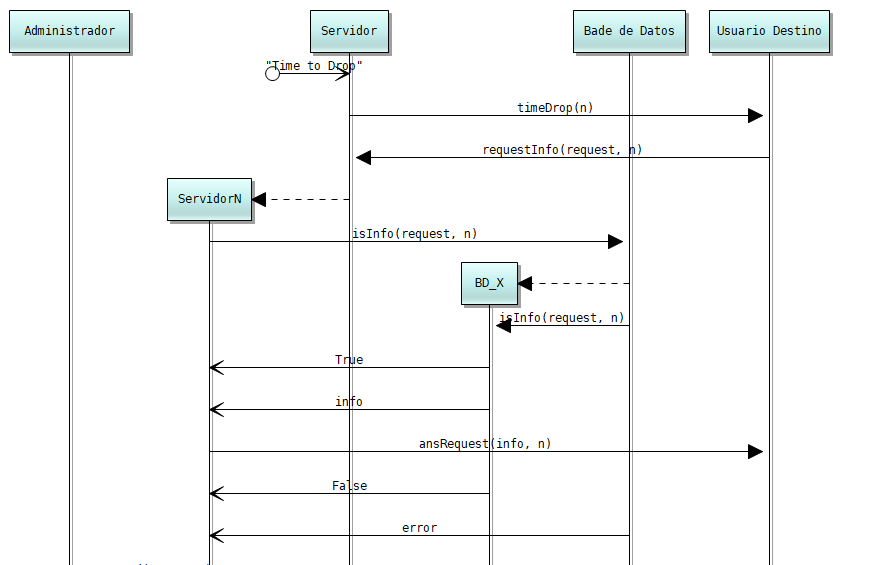 Administrador
Servidor
Bade de Datos
Usuario Destino
"Time to Drop"
timeDrop(n)
requestInfo(request, n)
ServidorN
isInfo(request, n)
BD_X
isInfo(request, n)
True
info
ansRequest(info, n)
False
error